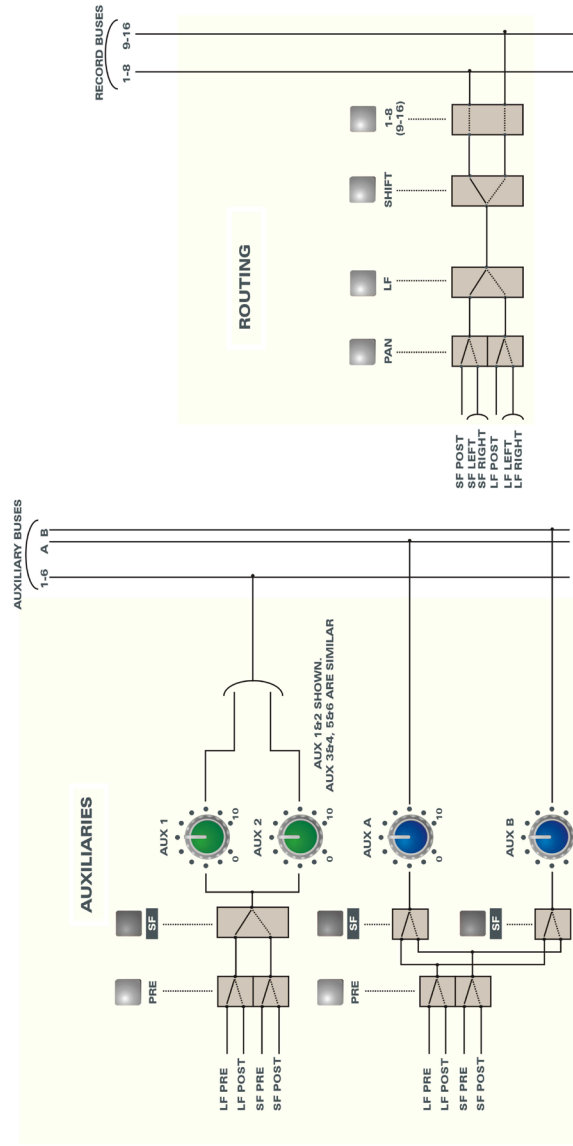 AUXILIARIES
PRE
SF
LF PRE
LF POST
SF PRE
SF POST
AUX 1
0
10
AUX 2
0
10
AUX 1&2 SHOWN.
AUX 3&4, 5&6 ARE SIMILAR
PRE
SF
LF PRE
LF POST
SF PRE
SF POST
AUX A
0
10
SF
AUX B
AUXILIARY BUSES
1-6
A
B
ROUTING
PAN
LF
SHIFT
1-8
(9-16)
SF POST
SF LEFT
SF RIGHT
LF POST
LF LEFT
LF RIGHT
RECORD BUSES
1-8
9-16